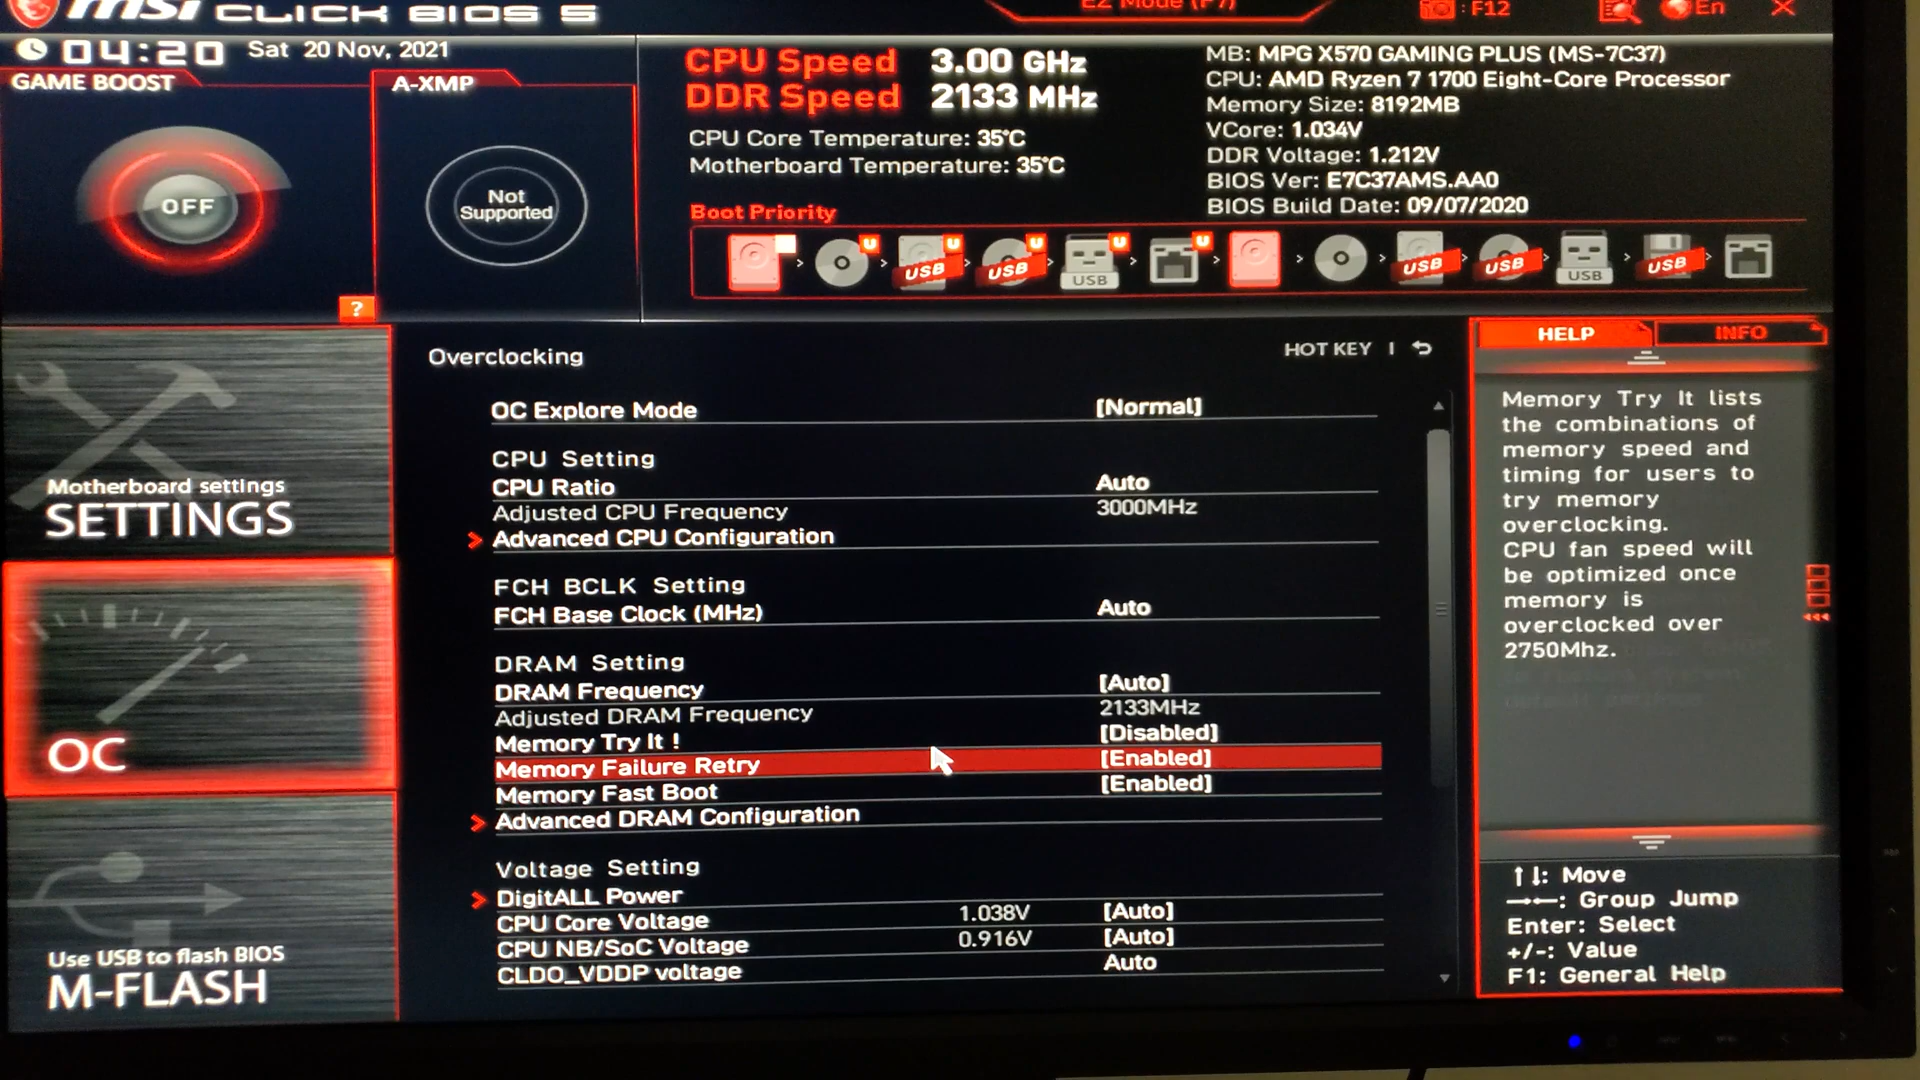 msi CLICK BIOS 5
EZ Mode (F7)
: F12
En
X
04:20 Sat 20 Nov, 2021
GAME BOOST
OFF
?
A-XMP
Not
Supported
CPU Speed 3.00 GHz
DDR Speed 2133 MHz
CPU Core Temperature: 35°C
Motherboard Temperature: 35°C
MB: MPG X570 GAMING PLUS (MS-7C37)
CPU: AMD Ryzen 7 1700 Eight-Core Processor
Memory Size: 8192MB
VCore: 1.034V
DDR Voltage: 1.212V
BIOS Ver: E7C37AMS.AA0
BIOS Build Date: 09/07/2020
Boot Priority
U U U U U
USB USB USB USB USB USB USB
Motherboard settings
SETTINGS
OC
Use USB to flash BIOS
M-FLASH
Overclocking
HOT KEY |
OC Explore Mode [Normal]
CPU Setting
CPU Ratio Auto
Adjusted CPU Frequency 3000MHz
> Advanced CPU Configuration
FCH BCLK Setting
FCH Base Clock (MHz) Auto
DRAM Setting
DRAM Frequency [Auto]
Adjusted DRAM Frequency 2133MHz
Memory Try It ! [Disabled]
Memory Failure Retry [Enabled]
Memory Fast Boot [Enabled]
> Advanced DRAM Configuration
Voltage Setting
> DigitALL Power
CPU Core Voltage 1.038V [Auto]
CPU NB/SoC Voltage 0.916V [Auto]
CLDO_VDDP voltage Auto
HELP
INFO
Memory Try It lists
the combinations of
memory speed and
timing for users to
try memory
overclocking.
CPU fan speed will
be optimized once
memory is
overclocked over
2750Mhz.
↑↓: Move
→←: Group Jump
Enter: Select
+/-: Value
F1: General Help